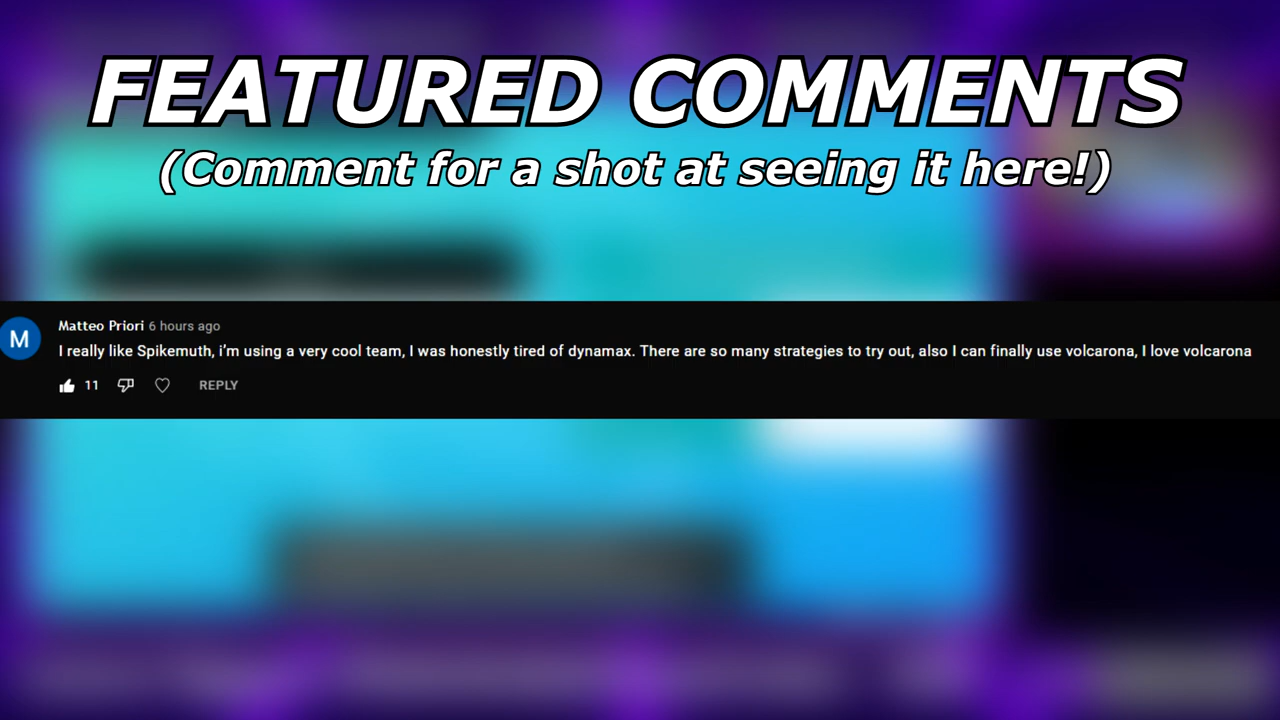 FEATURED COMMENTS
(Comment for a shot at seeing it here!)
M
Matteo Priori 6 hours ago
I really like Spikemuth, i'm using a very cool team, I was honestly tired of dynamax. There are so many strategies to try out, also I can finally use volcarona, I love volcarona
11 REPLY